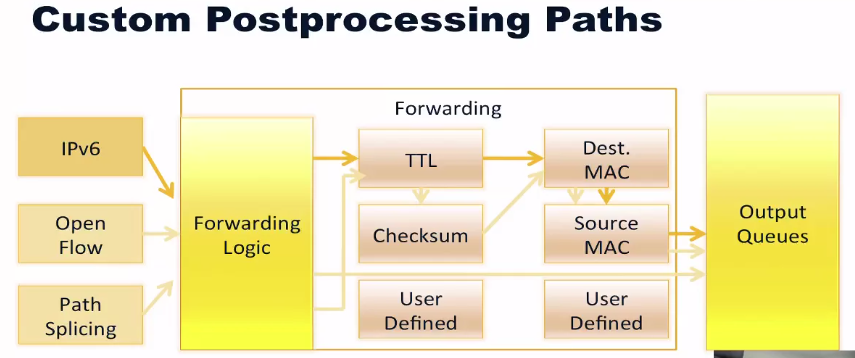 Custom Postprocessing Paths
Forwarding
IPv6
Open
Flow
Path
Splicing
Forwarding
Logic
TTL
Checksum
User
Defined
Dest.
MAC
Source
MAC
User
Defined
Output
Queues